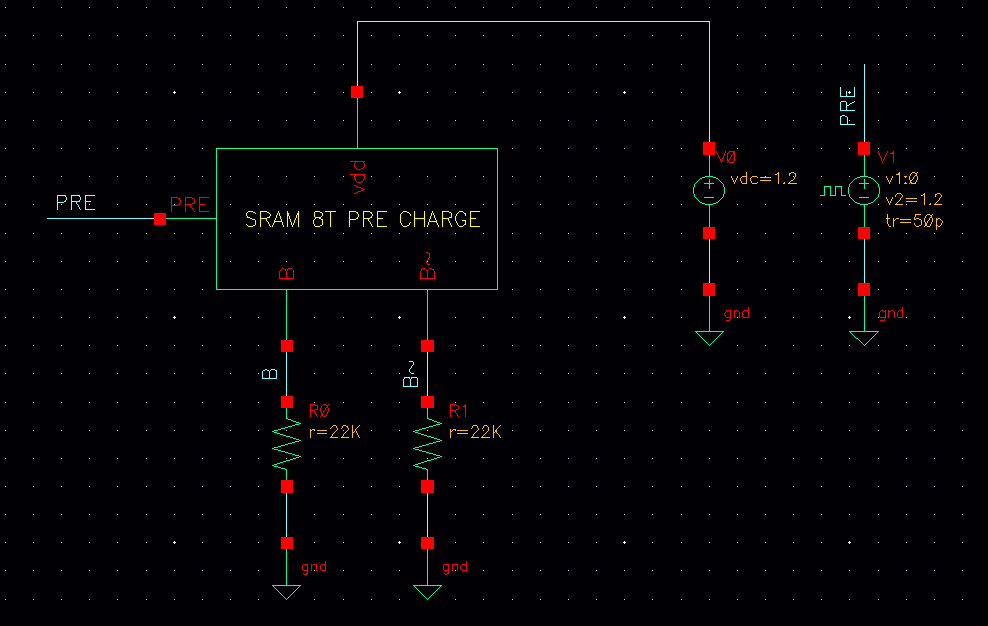 PRE
PRE
vdd
SRAM 8T PRE CHARGE
B
B~
B
B~
R0
r=22K
R1
r=22K
gnd
gnd
V0
vdc=1.2
gnd
PRE
V1
v1:0
v2=1.2
tr=50p
gnd